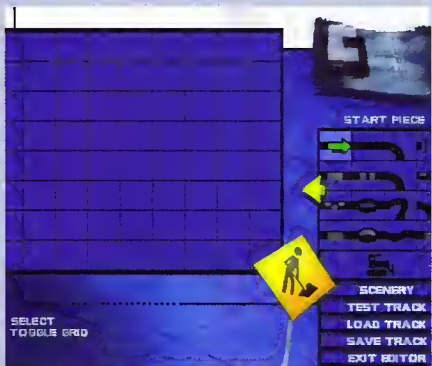 START PIECE
SCENERY
TEST TRACK
LOAD TRACK
SAVE TRACK
EXIT EDITOR
SELECT
TOGGLE GRID